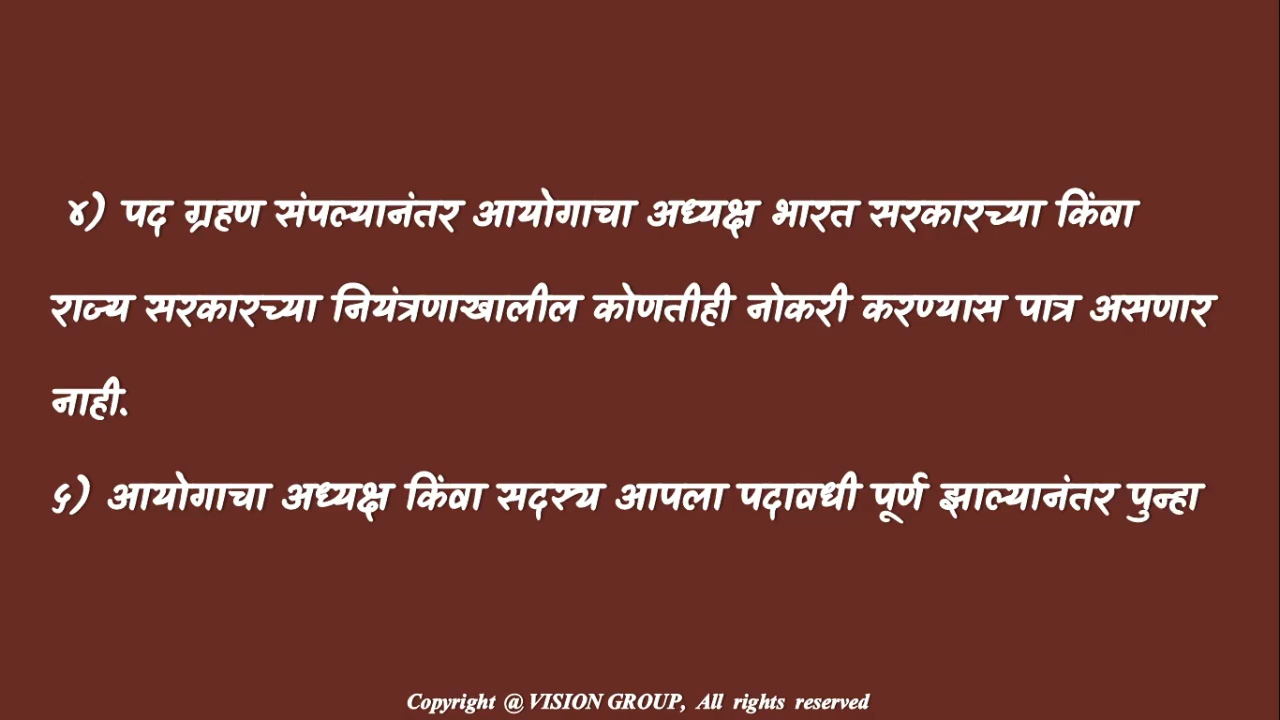 ४) पद ग्रहण संपल्यानंतर आयोगाचा अध्यक्ष भारत सरकारच्या किंवा
राज्य सरकारच्या नियंत्रणाखालील कोणतीही नोकरी करण्यास पात्र असणार
नाही.
५) आयोगाचा अध्यक्ष किंवा सदस्य आपला पदावधी पूर्ण झाल्यानंतर पुन्हा
Copyright @ VISION GROUP, All rights reserved